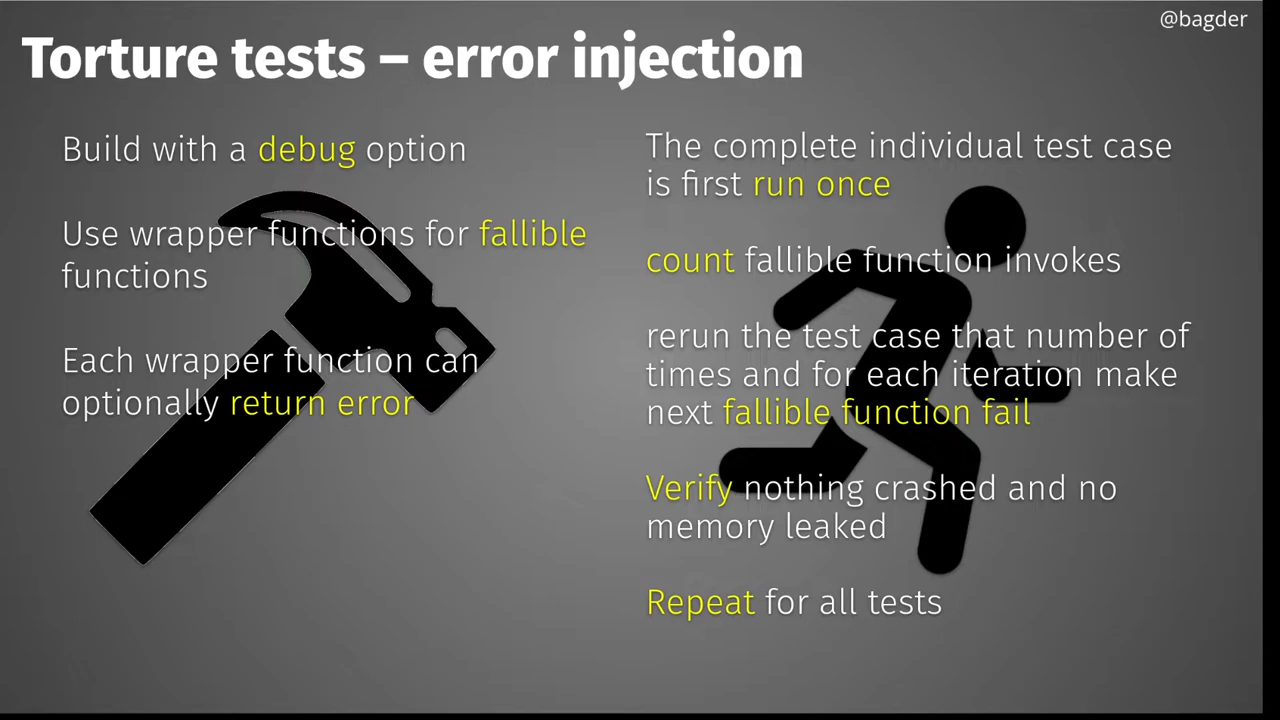 @bagder
Torture tests – error injection
Build with a debug option
Use wrapper functions for fallible
functions
Each wrapper function can
optionally return error
The complete individual test case
is first run once
count fallible function invokes
rerun the test case that number of
times and for each iteration make
next fallible function fail
Verify nothing crashed and no
memory leaked
Repeat for all tests